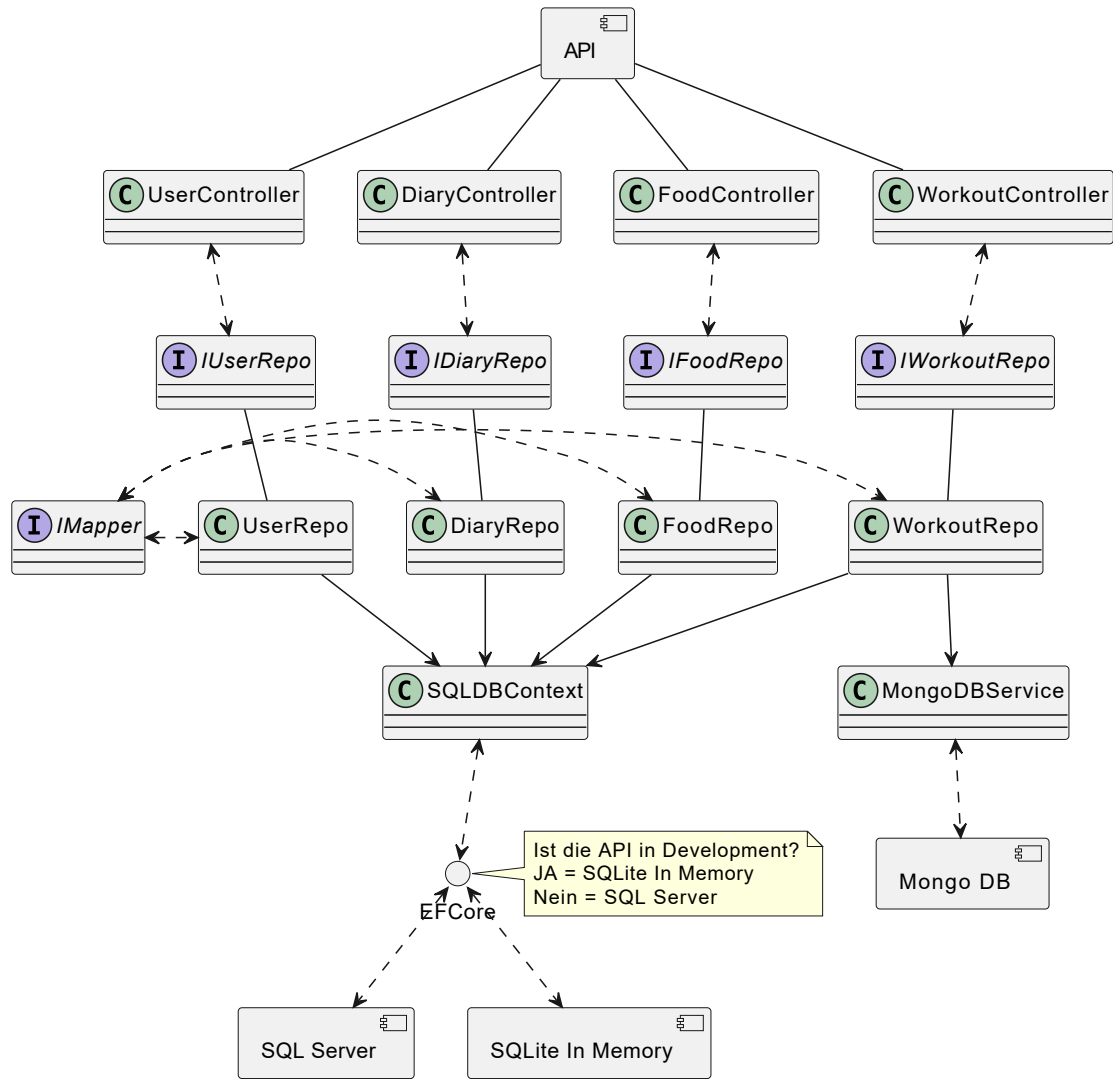 API
C UserController
C DiaryController
C FoodController
C WorkoutController
I IUserRepo
I IDiaryRepo
I IFoodRepo
I IWorkoutRepo
I IMapper
C UserRepo
C DiaryRepo
C FoodRepo
C WorkoutRepo
C SQLDBContext
C MongoDBService
Ist die API in Development?
JA = SQLite In Memory
Nein = SQL Server
EFCore
Mongo DB
SQL Server
SQLite In Memory